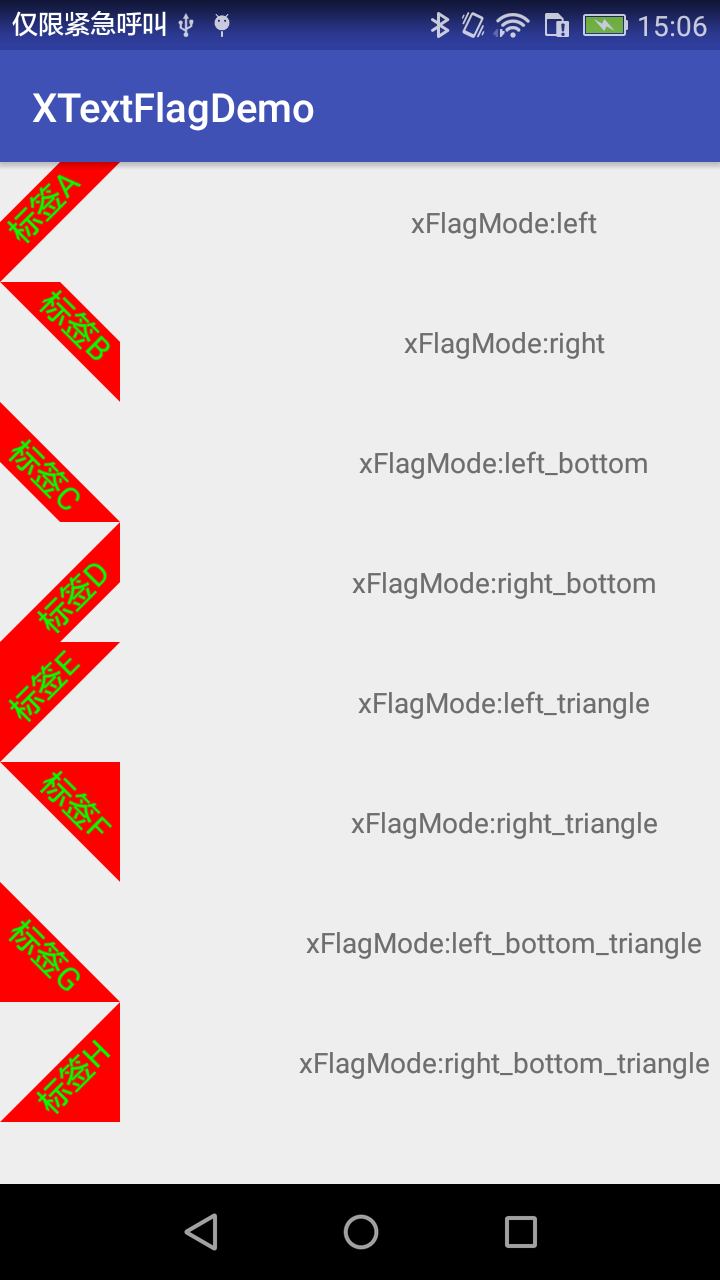 仅限紧急呼叫 15:06
XTextFlagDemo
标签A xFlagMode:left
标签B xFlagMode:right
标签C xFlagMode:left_bottom
标签D xFlagMode:right_bottom
标签E xFlagMode:left_triangle
标签F xFlagMode:right_triangle
标签G xFlagMode:left_bottom_triangle
标签H xFlagMode:right_bottom_triangle